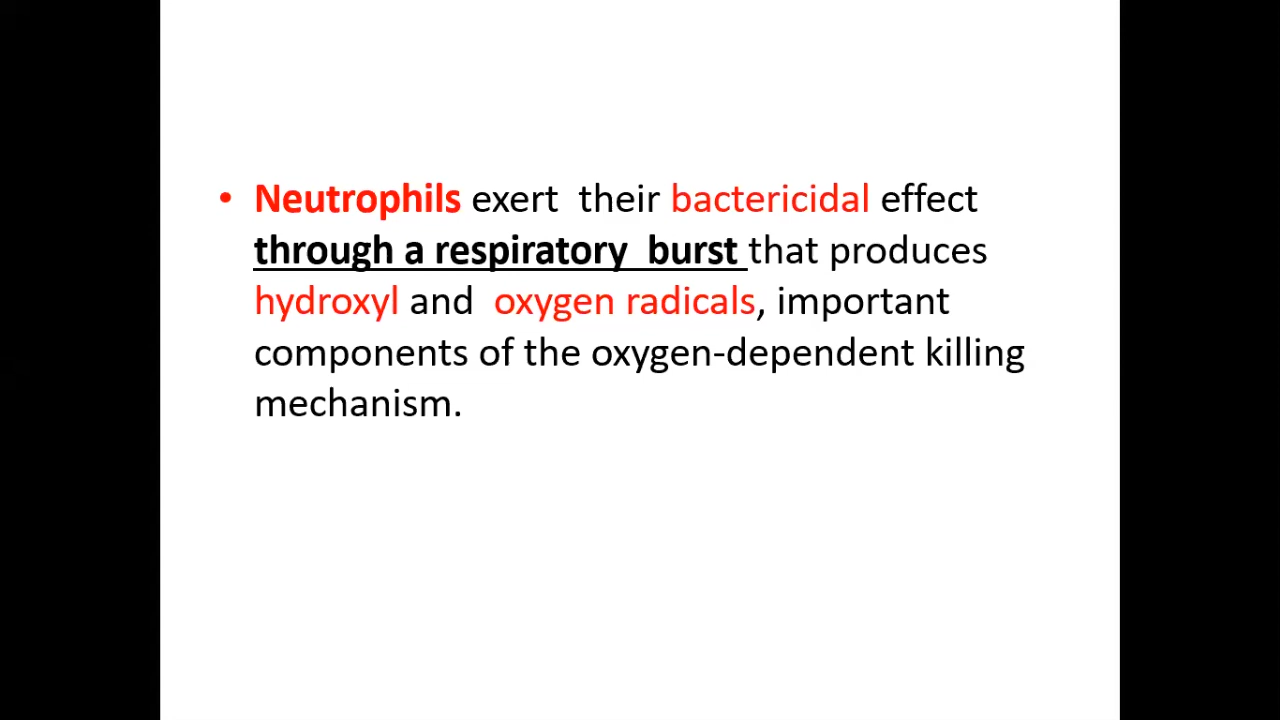 • Neutrophils exert  their bactericidal effect
through a respiratory  burst that produces
hydroxyl and  oxygen radicals, important
components of the oxygen-dependent killing
mechanism.